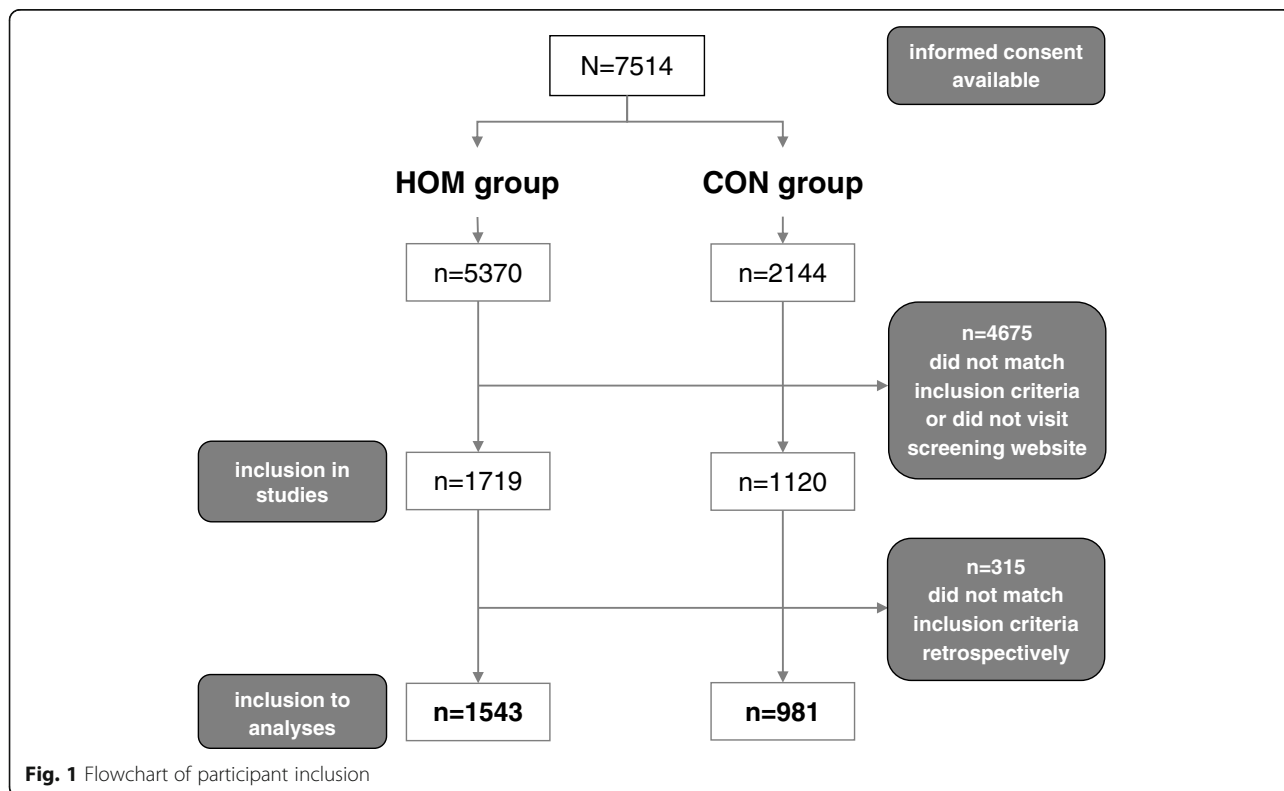 N=7514
informed consent
available
HOM group
CON group
n=5370
n=2144
n=4675
did not match
inclusion criteria
or did not visit
screening website
inclusion in
studies
n=1719
n=1120
n=315
did not match
inclusion criteria
retrospectively
inclusion to
analyses
n=1543
n=981
Fig. 1 Flowchart of participant inclusion